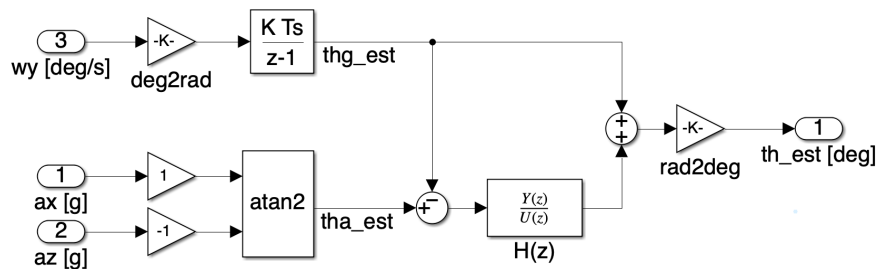 3
wy [deg/s]
-K-
deg2rad
K Ts
z-1
thg_est
1
ax [g]
1
2
az [g]
-1
atan2
tha_est
+
−
Y(z)
U(z)
H(z)
+
+
-K-
rad2deg
1
th_est [deg]